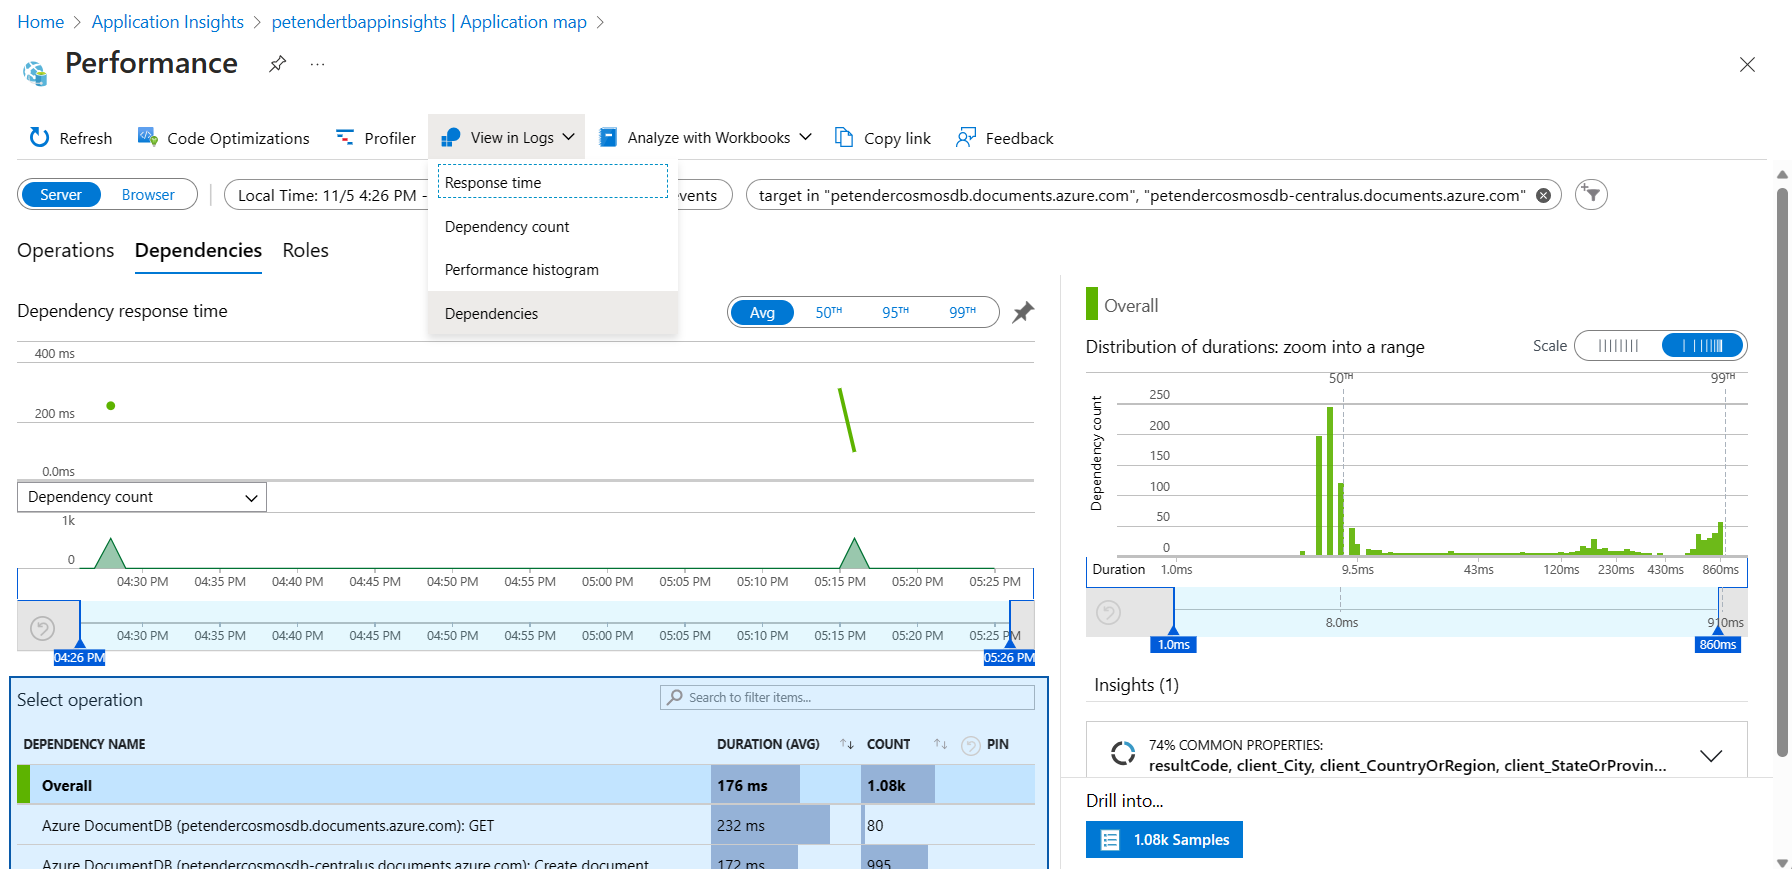 Home > Application Insights > petendertbappinsights | Application map >
Performance
...
Refresh Code Optimizations Profiler View in Logs Analyze with Workbooks Copy link Feedback
Response time
Dependency count
Performance histogram
Dependencies
Server Browser Local Time: 11/5 4:26 PM - vents target in "petendercosmosdb.documents.azure.com", "petendercosmosdb-centralus.documents.azure.com"
Operations Dependencies Roles
Dependency response time
Avg 50TH 95TH 99TH
400 ms
200 ms
0.0ms
Dependency count
1k
0
04:30 PM 04:35 PM 04:40 PM 04:45 PM 04:50 PM 04:55 PM 05:00 PM 05:05 PM 05:10 PM 05:15 PM 05:20 PM 05:25 PM
04:30 PM 04:35 PM 04:40 PM 04:45 PM 04:50 PM 04:55 PM 05:00 PM 05:05 PM 05:10 PM 05:15 PM 05:20 PM 05:25 PM
04:26 PM 05:26 PM
Select operation
Search to filter items...
DEPENDENCY NAME DURATION (AVG) COUNT PIN
Overall 176 ms 1.08k
Azure DocumentDB (petendercosmosdb.documents.azure.com): GET 232 ms 80
Azure DocumentDB (petendercosmosdb-centralus.documents.azure.com): Create document 172 ms 995
Overall
Distribution of durations: zoom into a range
Scale
50TH 99TH
Dependency count
250
200
150
100
50
0
Duration 1.0ms 9.5ms 43ms 120ms 230ms 430ms 860ms
8.0ms 910ms
1.0ms 860ms
Insights (1)
74% COMMON PROPERTIES:
resultCode, client_City, client_CountryOrRegion, client_StateOrProvin...
Drill into...
1.08k Samples